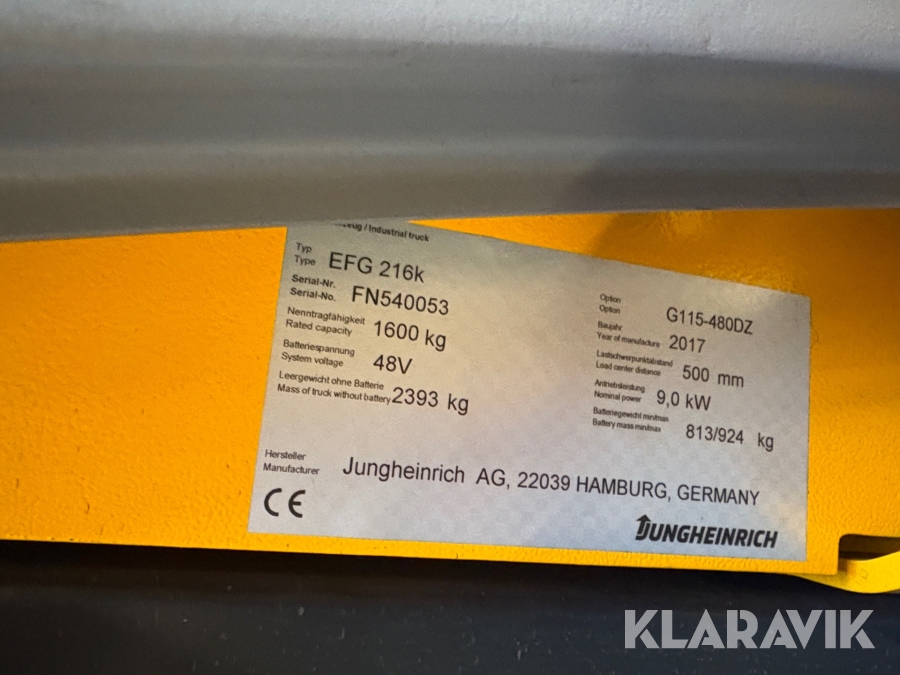 / Industrial truck
Typ
Type EFG 216k
Serial-Nr.
Serial-No. FN540053
Nenntragfähigkeit
Rated capacity 1600 kg
Batteriespannung
System voltage 48V
Leergewicht ohne Batterie
Mass of truck without battery 2393 kg
Option
Option G115-480DZ
Baujahr
Year of manufacture 2017
Lastschwerpunktabstand
Load center distance 500 mm
Antriebsleistung
Nominal power 9,0 kW
Batteriegewicht min/max
Battery mass min/max 813/924 kg
Hersteller
Manufacturer Jungheinrich AG, 22039 HAMBURG, GERMANY
CE
JUNGHEINRICH
KLARAVIK